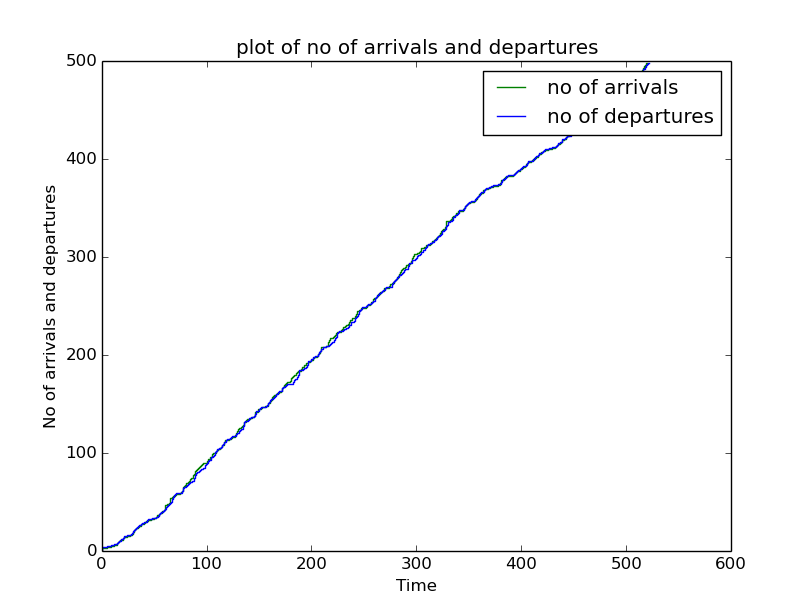 plot of no of arrivals and departures
500
400
300
200
100
0
No of arrivals and departures
no of arrivals
no of departures
0 100 200 300 400 500 600
Time